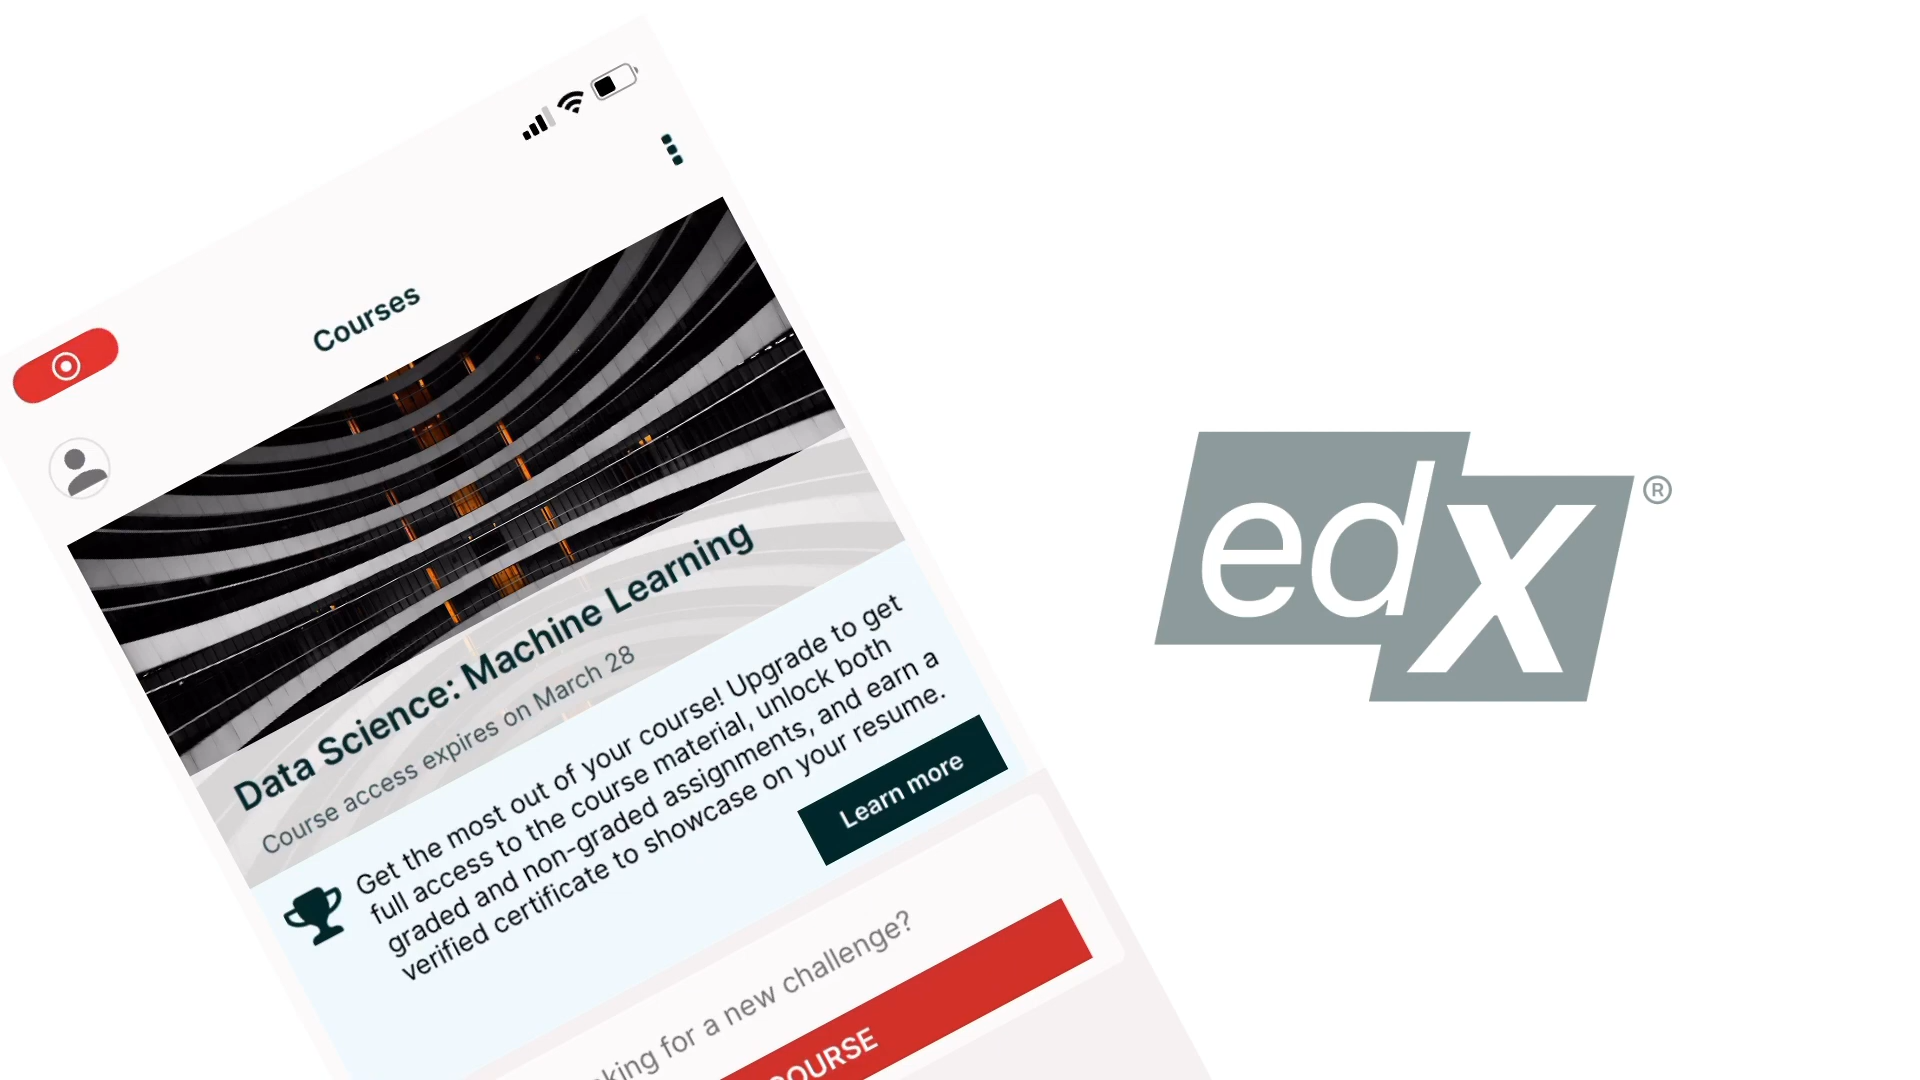 Courses
Data Science: Machine Learning
Course access expires on March 28
Get the most out of your course! Upgrade to get
full access to the course material, unlock both
graded and non-graded assignments, and earn a
verified certificate to showcase on your resume.
Learn more
for a new challenge?
edX®